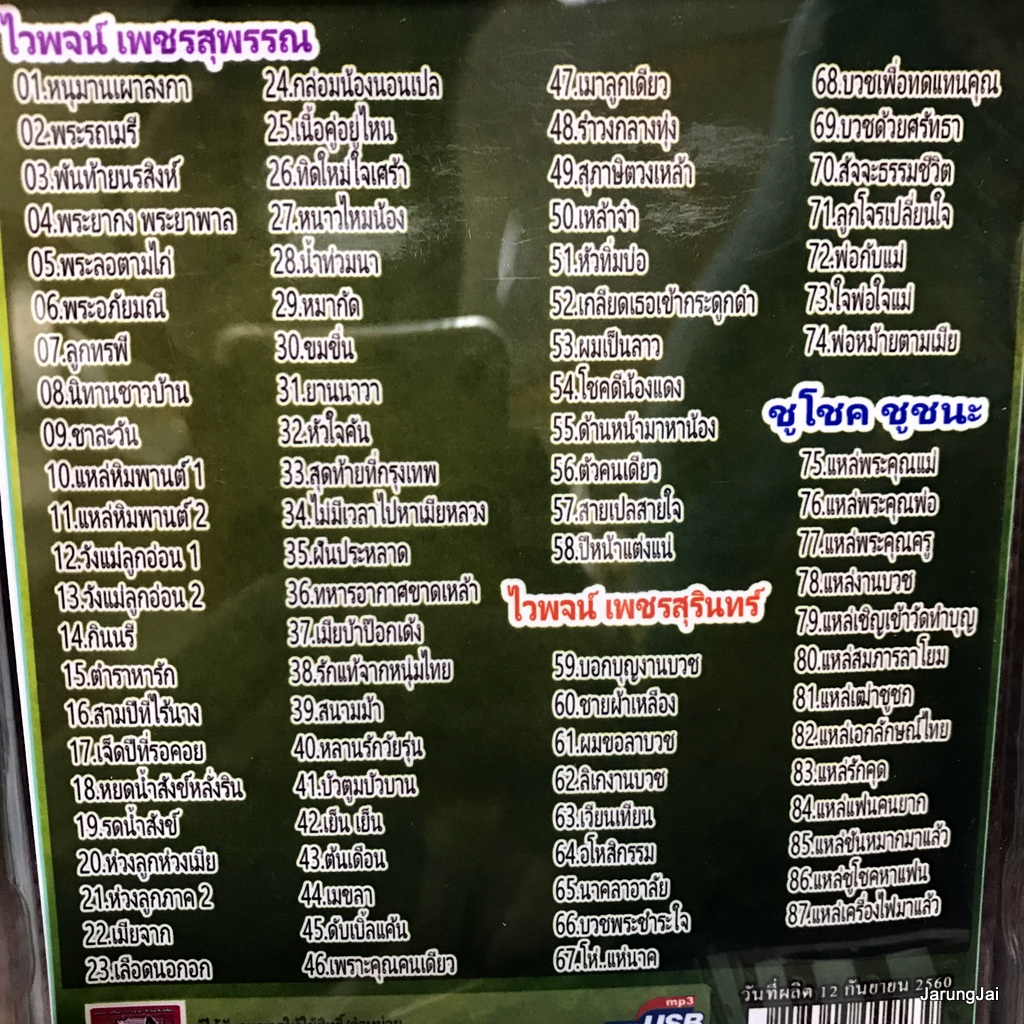 ไวพจน์ เพชรสุพรรณ
01.หนุมานเผาลงกา
02.พระรถเมรี
03.พันท้ายนรสิงห์
04.พระยากง พระยาพาล
05.พระลอตามไก่
06.พระอภัยมณี
07.ลูกทรพี
08.นิทานชาวบ้าน
09.ชาละวัน
10.แหล่หิมพานต์ 1
11.แหล่หิมพานต์ 2
12.วังแม่ลูกอ่อน 1
13.วังแม่ลูกอ่อน 2
14.กินนรี
15.ตำราหารัก
16.สามปีที่ไร้นาง
17.เจ็ดปีที่รอคอย
18.หยดน้ำสังข์หลั่งริน
19.รดน้ำสังข์
20.ห่วงลูกห่วงเมีย
21.ห่วงลูกภาค 2
22.เมียจาก
23.เลือดนอกอก
24.กล่อมน้องนอนเปล
25.เนื้อคู่อยู่ไหน
26.ทิดใหม่ใจเศร้า
27.หนาวไหมน้อง
28.น้ำท่วมนา
29.หมากัด
30.ขมขื่น
31.ยานนาวา
32.หัวใจคัน
33.สุดท้ายที่กรุงเทพ
34.ไม่มีเวลาไปหาเมียหลวง
35.ฝนประหลาด
36.ทหารอากาศขาดเหล้า
37.เมียบ้าป๊อกเด้ง
38.รักแท้จากหนุ่มไทย
39.สนามม้า
40.หลานรักวัยรุ่น
41.บัวตูมบัวบาน
42.เย็น เย็น
43.ต้นเดือน
44.เมขลา
45.ดับเบิ้ลแค้น
46.เพราะคุณคนเดียว
47.เมาลูกเดียว
48.รำวงกลางทุ่ง
49.สุภาษิตวงเหล้า
50.เหล้าจ๋า
51.หัวทิ่มบ่อ
52.เกลียดเธอเข้ากระดูกดำ
53.ผมเป็นลาว
54.โชคดีน้องแดง
55.ด้านหน้ามาหาน้อง
56.ตัวคนเดียว
57.สายเปลสายใจ
58.ปีหน้าแต่งแน่
ไวพจน์ เพชรสุรินทร์
59.บอกบุญงานบวช
60.ชายผ้าเหลือง
61.ผมขอลาบวช
62.ลิเกงานบวช
63.เวียนเทียน
64.อโหสิกรรม
65.นาคลาอาลัย
66.บวชพระชำระใจ
67.โห่..แห่นาค
68.บวชเพื่อทดแทนคุณ
69.บวชด้วยศรัทธา
70.สัจจะธรรมชีวิต
71.ลูกโจรเปลี่ยนใจ
72.พ่อกับแม่
73.ใจพ่อใจแม่
74.พ่อหม้ายตามเมีย
ชูโชค ชูชนะ
75.แหล่พระคุณแม่
76.แหล่พระคุณพ่อ
77.แหล่พระคุณครู
78.แหล่งานบวช
79.แหล่เชิญเข้าวัดทำบุญ
80.แหล่สมภารลาโยม
81.แหล่เฒ่าชูชก
82.แหล่เอกลักษณ์ไทย
83.แหล่รักคุด
84.แหล่แฟนคนยาก
85.แหล่ขันหมากมาแล้ว
86.แหล่ชูโชคหาแฟน
87.แหล่เครื่องไฟมาแล้ว
วันที่ผลิต 12 กันยายน 2560
mp3
USB
JarungJai